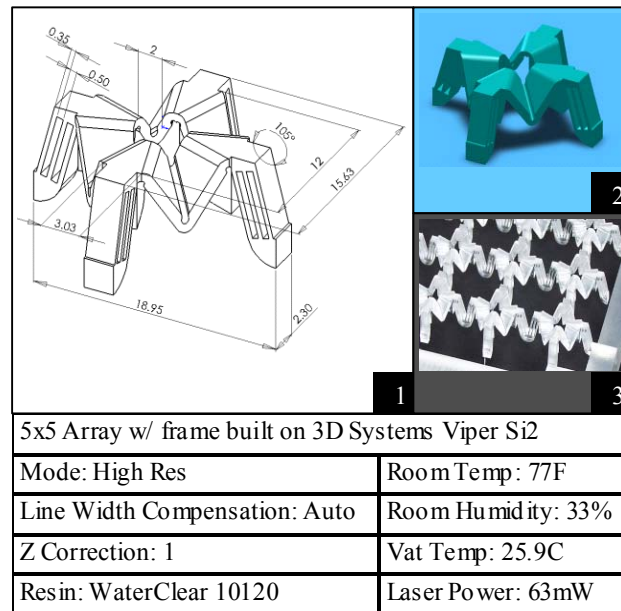 0.35
2
0.50
105°
12
15.63
3.03
18.95
2.30
1
2
3
5x5 Array w/ frame built on 3D Systems Viper Si2
Mode: High Res
Room Temp: 77F
Line Width Compensation: Auto
Room Humidity: 33%
Z Correction: 1
Vat Temp: 25.9C
Resin: WaterClear 10120
Laser Power: 63mW